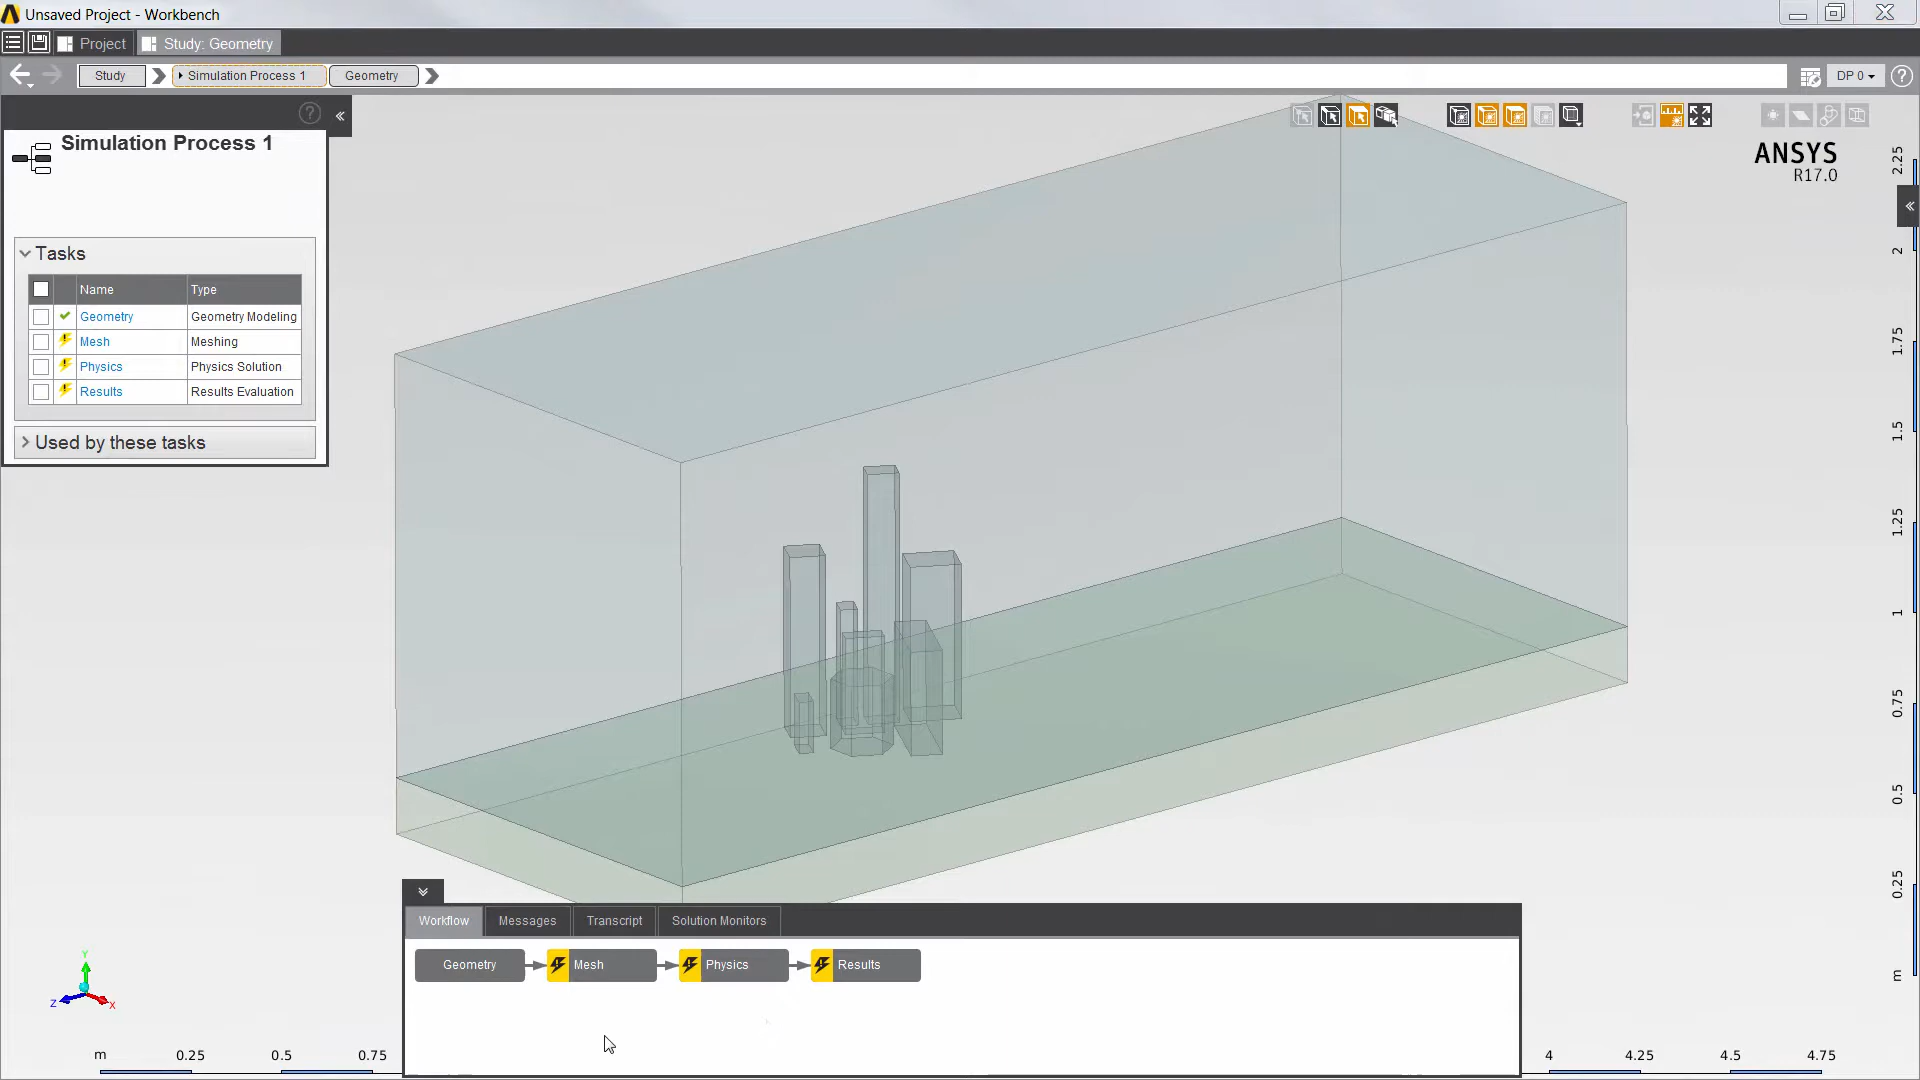 Unsaved Project - Workbench
Project
Study: Geometry
Study
Simulation Process 1
Geometry
DP 0
Simulation Process 1
Tasks
Name Type
Geometry Geometry Modeling
Mesh Meshing
Physics Physics Solution
Results Results Evaluation
Used by these tasks
ANSYS
R17.0
2.25
2
1.75
1.5
1.25
1
0.75
0.5
0.25
m
Y
Z
X
m 0.25 0.5 0.75
4 4.25 4.5 4.75
Workflow Messages Transcript Solution Monitors
Geometry Mesh Physics Results